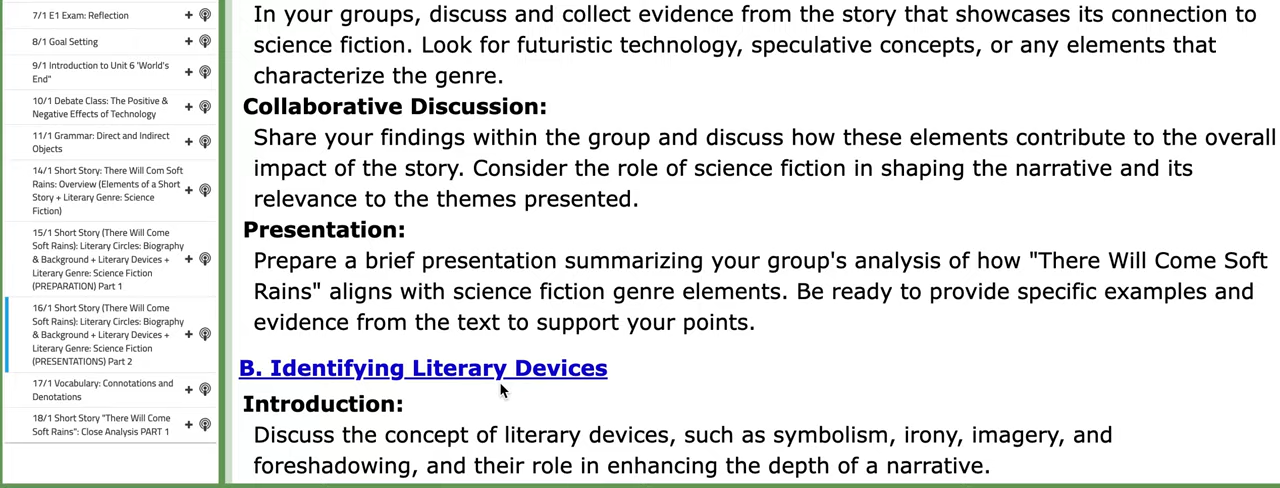 7/1 E1 Exam: Reflection
8/1 Goal Setting
9/1 Introduction to Unit 6 'World's
End"
10/1 Debate Class: The Positive &
Negative Effects of Technology
11/1 Grammar: Direct and Indirect
Objects
14/1 Short Story: There Will Com Soft
Rains: Overview (Elements of a Short
Story + Literary Genre: Science
Fiction)
15/1 Short Story (There Will Come
Soft Rains): Literary Circles: Biography
& Background + Literary Devices +
Literary Genre: Science Fiction
(PREPARATION) Part 1
16/1 Short Story (There Will Come
Soft Rains): Literary Circles: Biography
& Background + Literary Devices +
Literary Genre: Science Fiction
(PRESENTATIONS) Part 2
17/1 Vocabulary: Connotations and
Denotations
18/1 Short Story "There Will Come
Soft Rains": Close Analysis PART 1
In your groups, discuss and collect evidence from the story that showcases its connection to
science fiction. Look for futuristic technology, speculative concepts, or any elements that
characterize the genre.
Collaborative Discussion:
Share your findings within the group and discuss how these elements contribute to the overall
impact of the story. Consider the role of science fiction in shaping the narrative and its
relevance to the themes presented.
Presentation:
Prepare a brief presentation summarizing your group's analysis of how "There Will Come Soft
Rains" aligns with science fiction genre elements. Be ready to provide specific examples and
evidence from the text to support your points.
B. Identifying Literary Devices
Introduction:
Discuss the concept of literary devices, such as symbolism, irony, imagery, and
foreshadowing, and their role in enhancing the depth of a narrative.